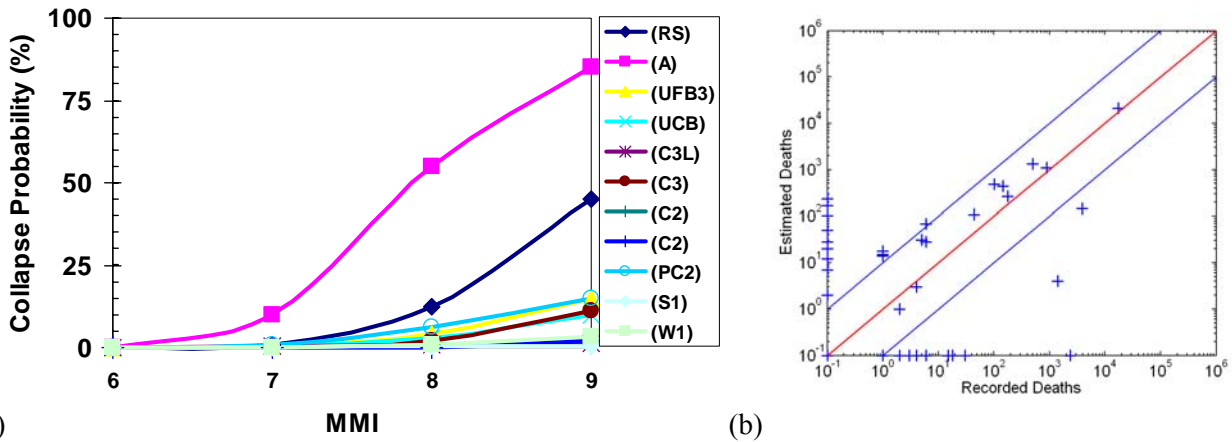 100
75
50
25
0
Collapse Probability (%)
6 7 8 9
MMI
(RS)
(A)
(UFB3)
(UCB)
(C3L)
(C3)
(C2)
(C2)
(PC2)
(S1)
(W1)
)
(b)
10^6
10^5
10^4
10^3
10^2
10^1
10^0
10^-1
Estimated Deaths
10^-1 10^0 10^1 10^2 10^3 10^4 10^5 10^6
Recorded Deaths